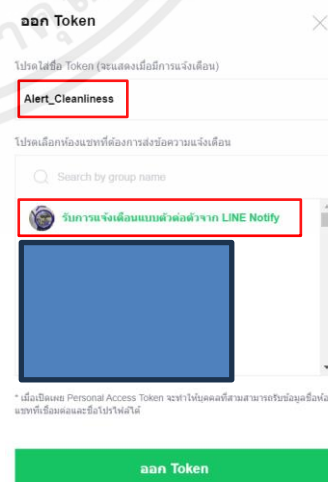 ออก Token
โปรดใส่ชื่อ Token (จะแสดงเมื่อมีการแจ้งเตือน)
Alert_Cleanliness
โปรดเลือกห้องแชทที่ต้องการส่งข้อความแจ้งเตือน
Search by group name
รับการแจ้งเตือนแบบตัวต่อตัวจาก LINE Notify
* เมื่อเปิดเผย Personal Access Token จะทำให้บุคคลที่สามสามารถรับข้อมูลชื่อห้อ
แชทที่เชื่อมต่อและชื่อโปรไฟล์ได้
ออก Token